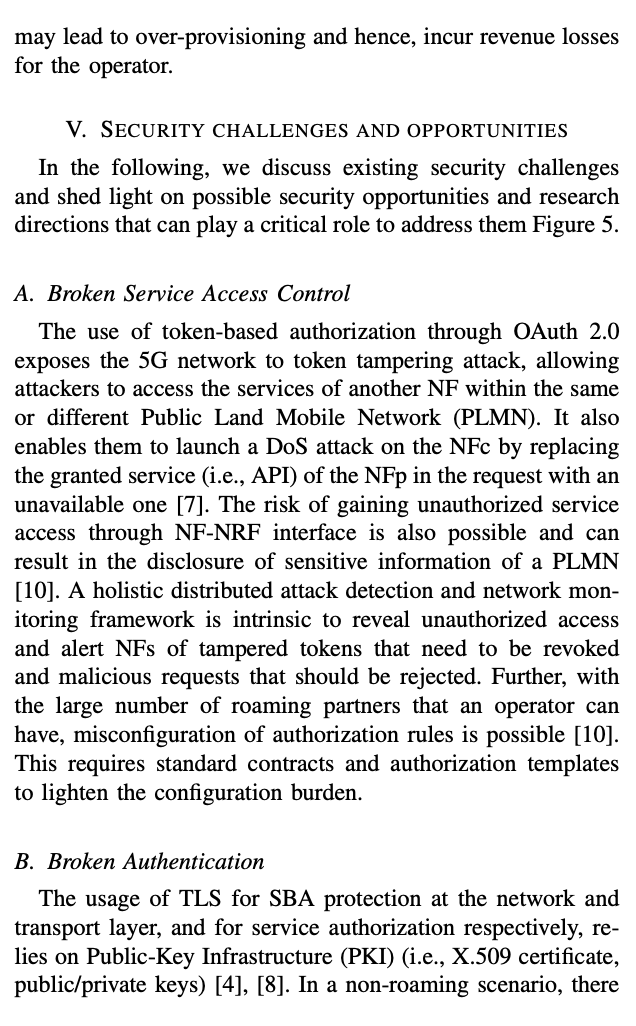 may lead to over-provisioning and hence, incur revenue losses
for the operator.
V. SECURITY CHALLENGES AND OPPORTUNITIES
In the following, we discuss existing security challenges
and shed light on possible security opportunities and research
directions that can play a critical role to address them Figure 5.
A. Broken Service Access Control
The use of token-based authorization through OAuth 2.0
exposes the 5G network to token tampering attack, allowing
attackers to access the services of another NF within the same
or different Public Land Mobile Network (PLMN). It also
enables them to launch a DoS attack on the NFc by replacing
the granted service (i.e., API) of the NFp in the request with an
unavailable one [7]. The risk of gaining unauthorized service
access through NF-NRF interface is also possible and can
result in the disclosure of sensitive information of a PLMN
[10]. A holistic distributed attack detection and network mon-
itoring framework is intrinsic to reveal unauthorized access
and alert NFs of tampered tokens that need to be revoked
and malicious requests that should be rejected. Further, with
the large number of roaming partners that an operator can
have, misconfiguration of authorization rules is possible [10].
This requires standard contracts and authorization templates
to lighten the configuration burden.
B. Broken Authentication
The usage of TLS for SBA protection at the network and
transport layer, and for service authorization respectively, re-
lies on Public-Key Infrastructure (PKI) (i.e., X.509 certificate,
public/private keys) [4], [8]. In a non-roaming scenario, there